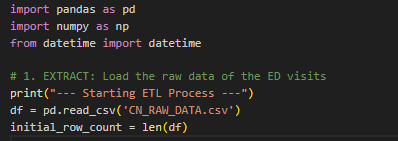 import pandas as pd
import numpy as np
from datetime import datetime
# 1. EXTRACT: Load the raw data of the ED visits
print("--- Starting ETL Process ---")
df = pd.read_csv('CN_RAW_DATA.csv')
initial_row_count = len(df)